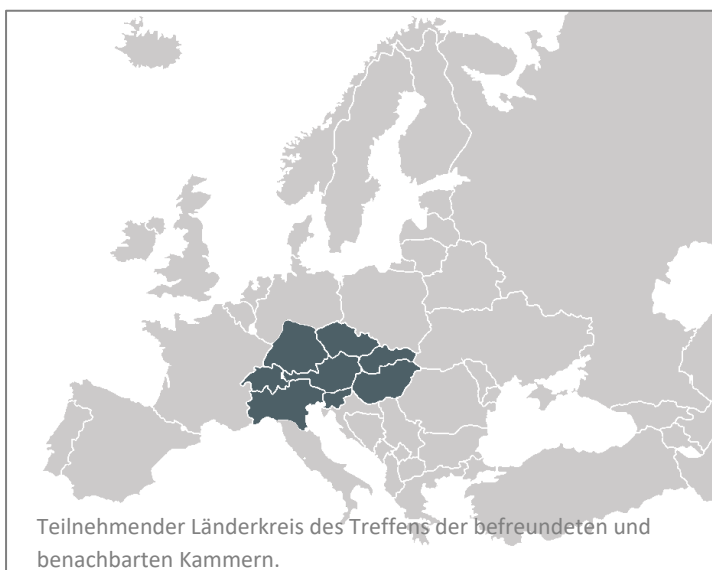 Teilnehmender Länderkreis des Treffens der befreundeten und
benachbarten Kammern.